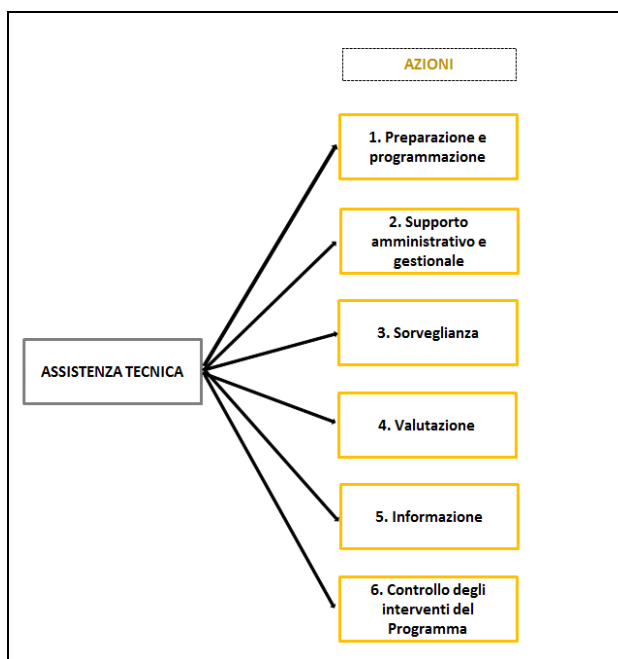 AZIONI
1. Preparazione e
programmazione
2. Supporto
amministrativo e
gestionale
3. Sorveglianza
ASSISTENZA TECNICA
4. Valutazione
5. Informazione
6. Controllo degli
interventi del
Programma